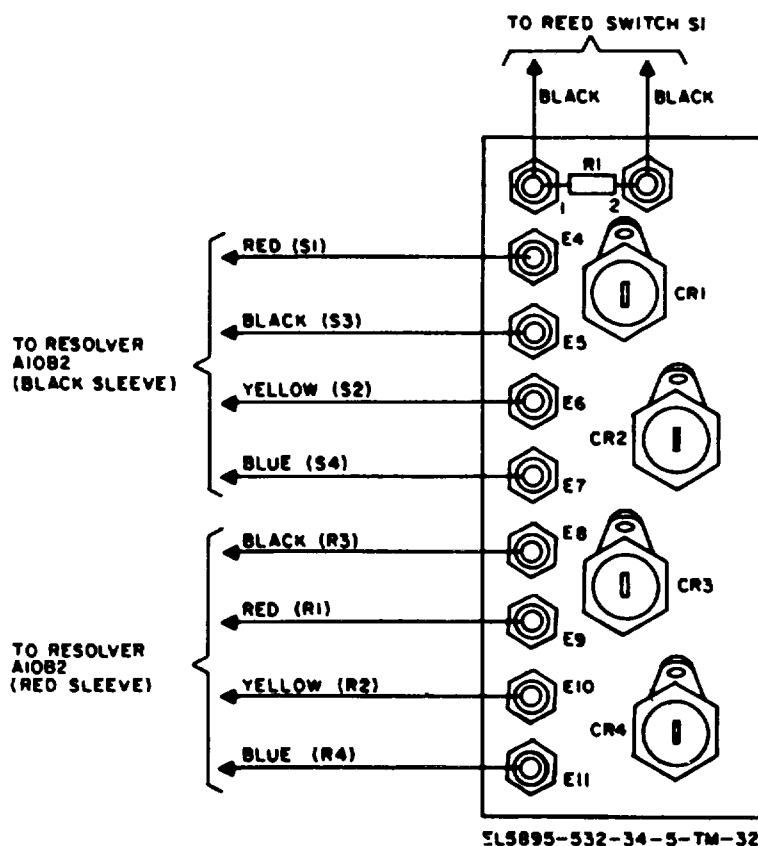 TO REED SWITCH S1
BLACK
BLACK
R1
1
2
RED (S1)
E4
CR1
BLACK (S3)
E5
TO RESOLVER
A10B2
(BLACK SLEEVE)
YELLOW (S2)
E6
CR2
BLUE (S4)
E7
BLACK (R3)
E8
CR3
RED (R1)
E9
TO RESOLVER
A10B2
(RED SLEEVE)
YELLOW (R2)
E10
CR4
BLUE (R4)
E11
EL5895-532-34-5-TM-32